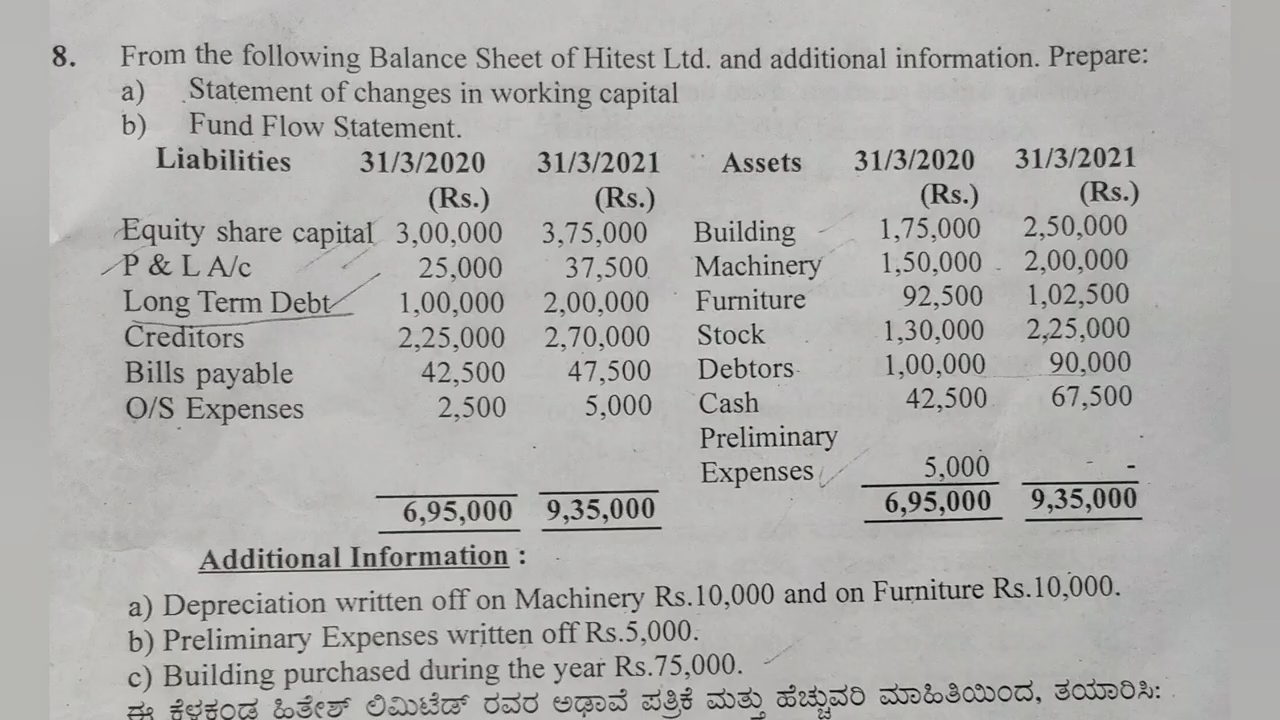 8. From the following Balance Sheet of Hitest Ltd. and additional information. Prepare:
a) Statement of changes in working capital
b) Fund Flow Statement.
Liabilities 31/3/2020 31/3/2021 Assets 31/3/2020 31/3/2021
(Rs.) (Rs.) (Rs.) (Rs.)
Equity share capital 3,00,000 3,75,000 Building 1,75,000 2,50,000
P & L A/c 25,000 37,500 Machinery 1,50,000 2,00,000
Long Term Debt 1,00,000 2,00,000 Furniture 92,500 1,02,500
Creditors 2,25,000 2,70,000 Stock 1,30,000 2,25,000
Bills payable 42,500 47,500 Debtors 1,00,000 90,000
O/S Expenses 2,500 5,000 Cash 42,500 67,500
Preliminary
Expenses 5,000 -
6,95,000 9,35,000 6,95,000 9,35,000
Additional Information :
a) Depreciation written off on Machinery Rs.10,000 and on Furniture Rs.10,000.
b) Preliminary Expenses written off Rs.5,000.
c) Building purchased during the year Rs.75,000.
ಈ ಕೆಳಕಂಡ ಹಿತೇಶ್ ಲಿಮಿಟೆಡ್ ರವರ ಅಢಾವೆ ಪತ್ರಿಕೆ ಮತ್ತು ಹೆಚ್ಚುವರಿ ಮಾಹಿತಿಯಿಂದ, ತಯಾರಿಸಿ: